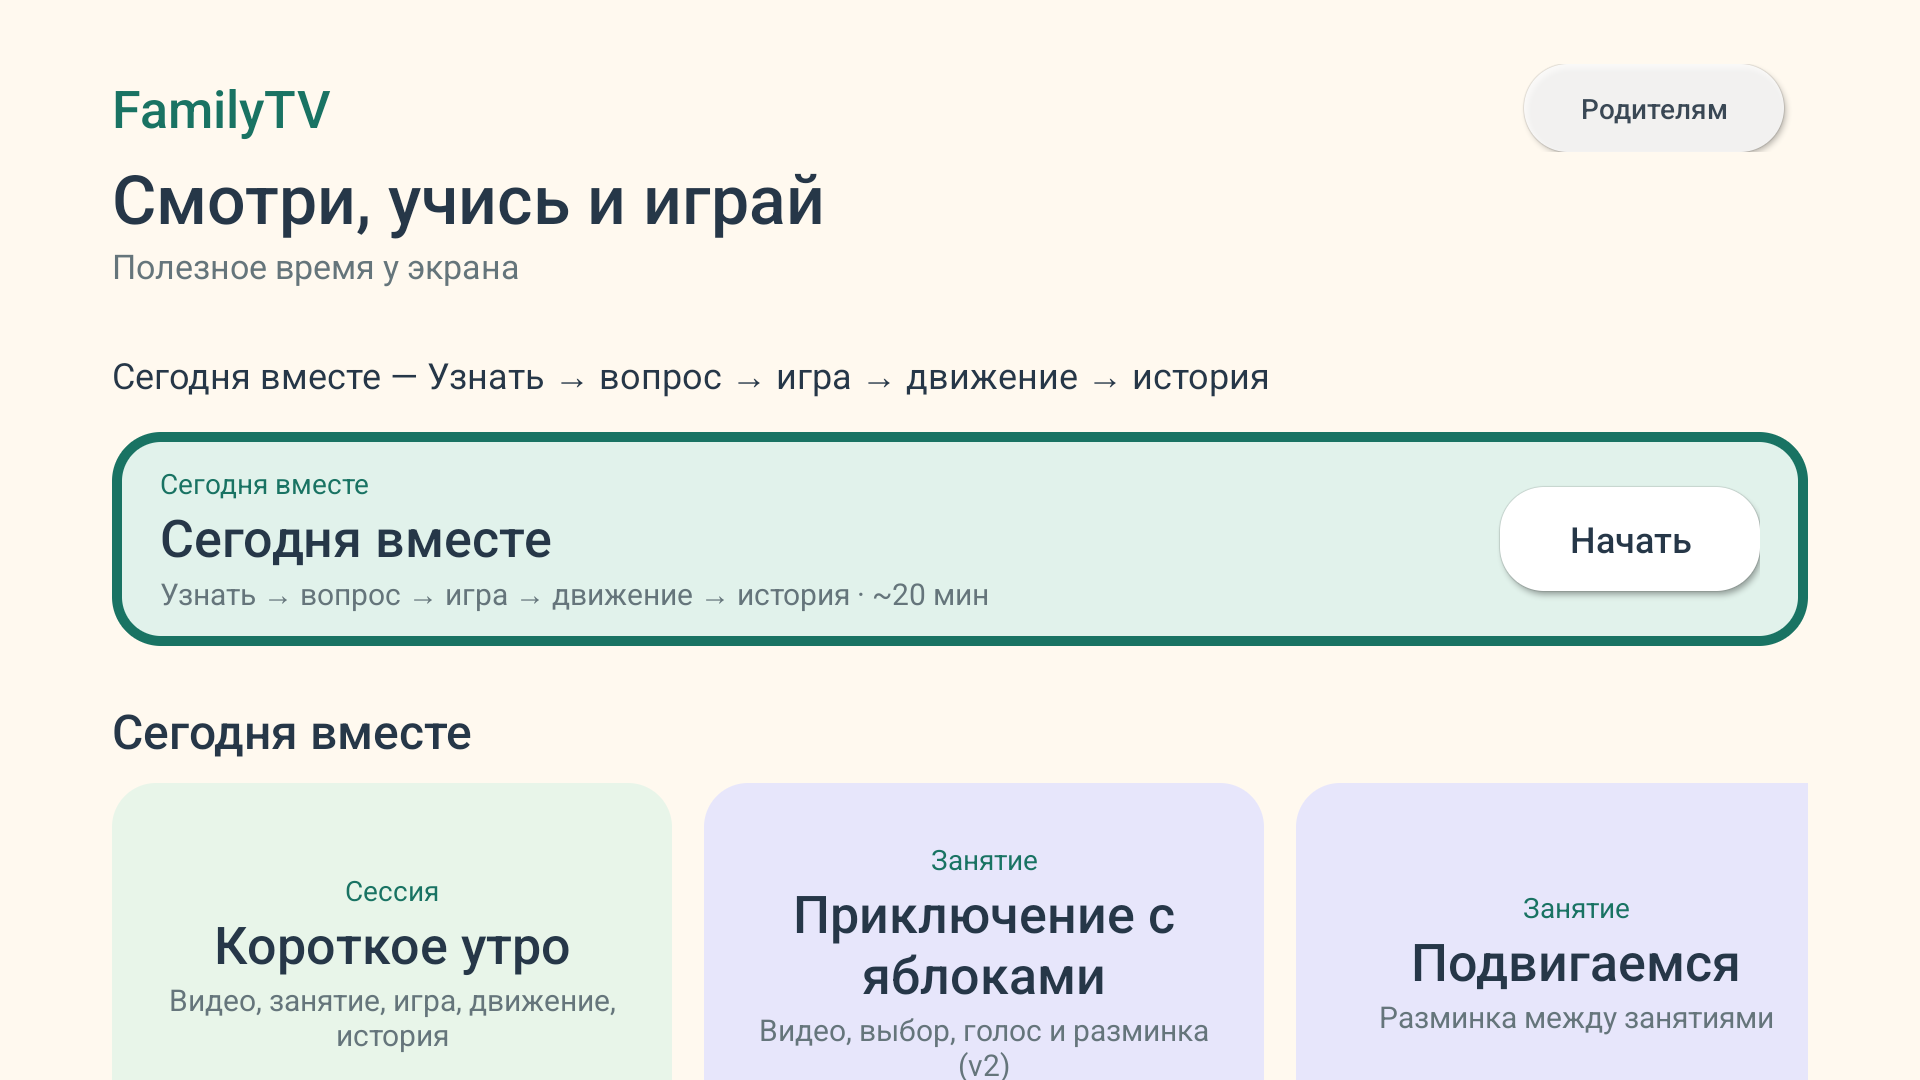 FamilyTV
Родителям
Смотри, учись и играй
Полезное время у экрана
Сегодня вместе — Узнать → вопрос → игра → движение → история
Сегодня вместе
Сегодня вместе
Узнать → вопрос → игра → движение → история · ~20 мин
Начать
Сегодня вместе
Сессия
Короткое утро
Видео, занятие, игра, движение,
история
Занятие
Приключение с
яблоками
Видео, выбор, голос и разминка
(v2)
Занятие
Подвигаемся
Разминка между занятиями